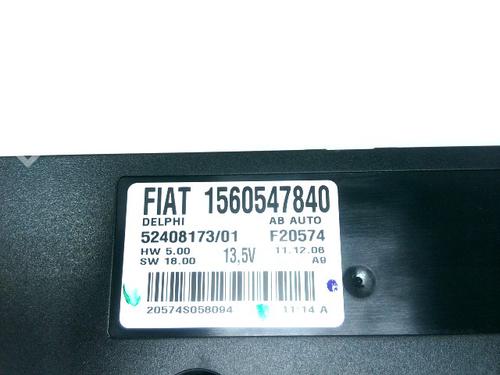 FIAT 1560547840
DELPHI AB AUTO
52408173/01 F20574
HW 5.00 13,5V 11.12.06
SW 18.00 A9
20574S058094 11:14 A